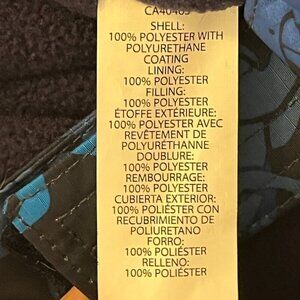 CA40405
SHELL:
100% POLYESTER WITH
POLYURETHANE
COATING
LINING:
100% POLYESTER
FILLING:
100% POLYESTER
ÉTOFFE EXTÉRIEURE:
100% POLYESTER AVEC
REVÊTEMENT DE
POLYURÉTHANNE
DOUBLURE:
100% POLYESTER
REMBOURRAGE:
100% POLYESTER
CUBIERTA EXTERIOR:
100% POLIÉSTER CON
RECUBRIMIENTO DE
POLIURETANO
FORRO:
100% POLIÉSTER
RELLENO:
100% POLIÉSTER